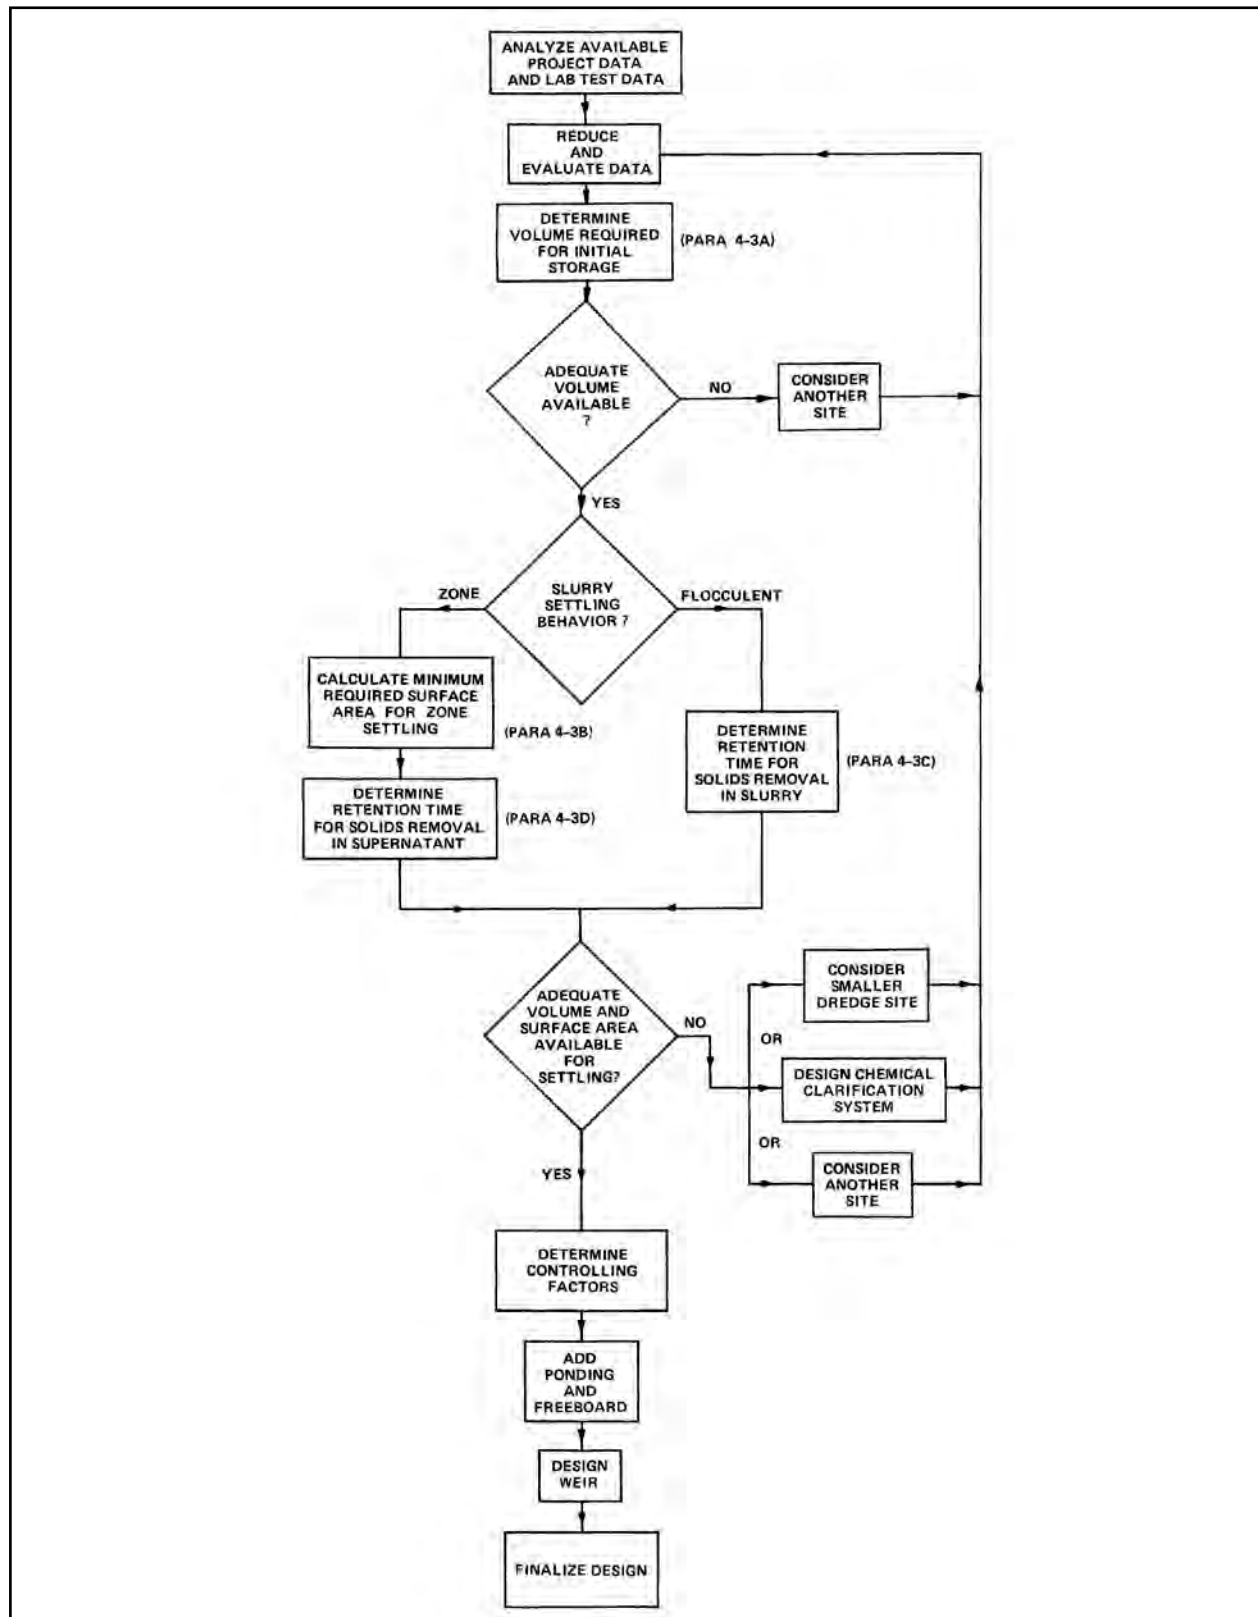 ANALYZE AVAILABLE
PROJECT DATA
AND LAB TEST DATA
REDUCE
AND
EVALUATE DATA
DETERMINE
VOLUME REQUIRED
FOR INITIAL
STORAGE
(PARA 4-3A)
ADEQUATE
VOLUME
AVAILABLE
?
NO
CONSIDER
ANOTHER
SITE
YES
SLURRY
SETTLING
BEHAVIOR ?
ZONE
FLOCCULENT
CALCULATE MINIMUM
REQUIRED SURFACE
AREA FOR ZONE
SETTLING
(PARA 4-3B)
DETERMINE
RETENTION
TIME FOR
SOLIDS REMOVAL
IN SLURRY
(PARA 4-3C)
DETERMINE
RETENTION TIME
FOR SOLIDS REMOVAL
IN SUPERNATANT
(PARA 4-3D)
ADEQUATE
VOLUME AND
SURFACE AREA
AVAILABLE
FOR
SETTLING?
NO
CONSIDER
SMALLER
DREDGE SITE
OR
DESIGN CHEMICAL
CLARIFICATION
SYSTEM
OR
CONSIDER
ANOTHER
SITE
YES
DETERMINE
CONTROLLING
FACTORS
ADD
PONDING
AND
FREEBOARD
DESIGN
WEIR
FINALIZE DESIGN